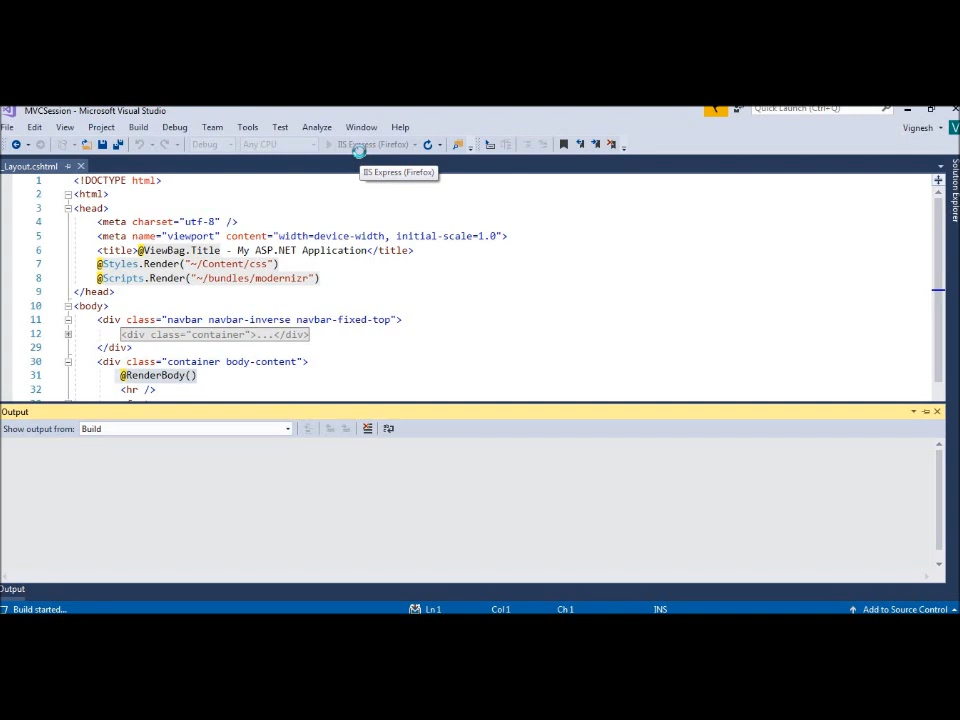 MVCSession - Microsoft Visual Studio
Quick Launch (Ctrl+Q)
File Edit View Project Build Debug Team Tools Test Analyze Window Help
Vignesh V
Debug Any CPU IIS Express (Firefox)
IIS Express (Firefox)
_Layout.cshtml
Solution Explorer
1 <!DOCTYPE html>
2 <html>
3 <head>
4 <meta charset="utf-8" />
5 <meta name="viewport" content="width=device-width, initial-scale=1.0">
6 <title>@ViewBag.Title - My ASP.NET Application</title>
7 @Styles.Render("~/Content/css")
8 @Scripts.Render("~/bundles/modernizr")
9 </head>
10 <body>
11 <div class="navbar navbar-inverse navbar-fixed-top">
12 <div class="container">...</div>
29 </div>
30 <div class="container body-content">
31 @RenderBody()
32 <hr />
Output
Show output from: Build
Output
Build started... Ln 1 Col 1 Ch 1 INS Add to Source Control